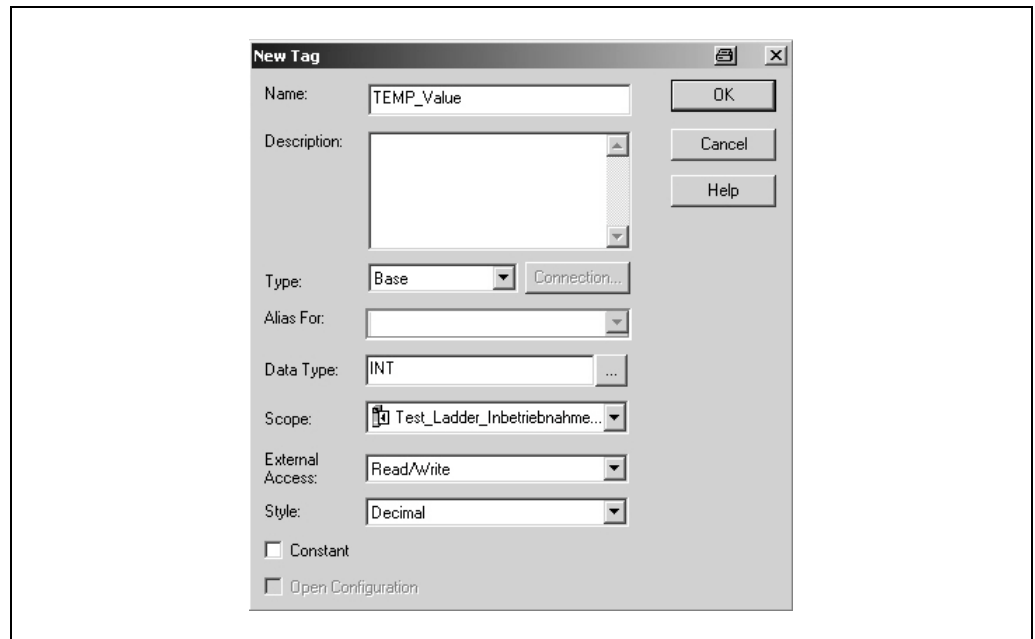 New Tag
Name:
TEMP_Value
OK
Description:
Cancel
Help
Type:
Base
Connection...
Alias For:
Data Type:
INT
...
Scope:
Test_Ladder_Inbetriebnahme...
External
Access:
Read/Write
Style:
Decimal
Constant
Open Configuration